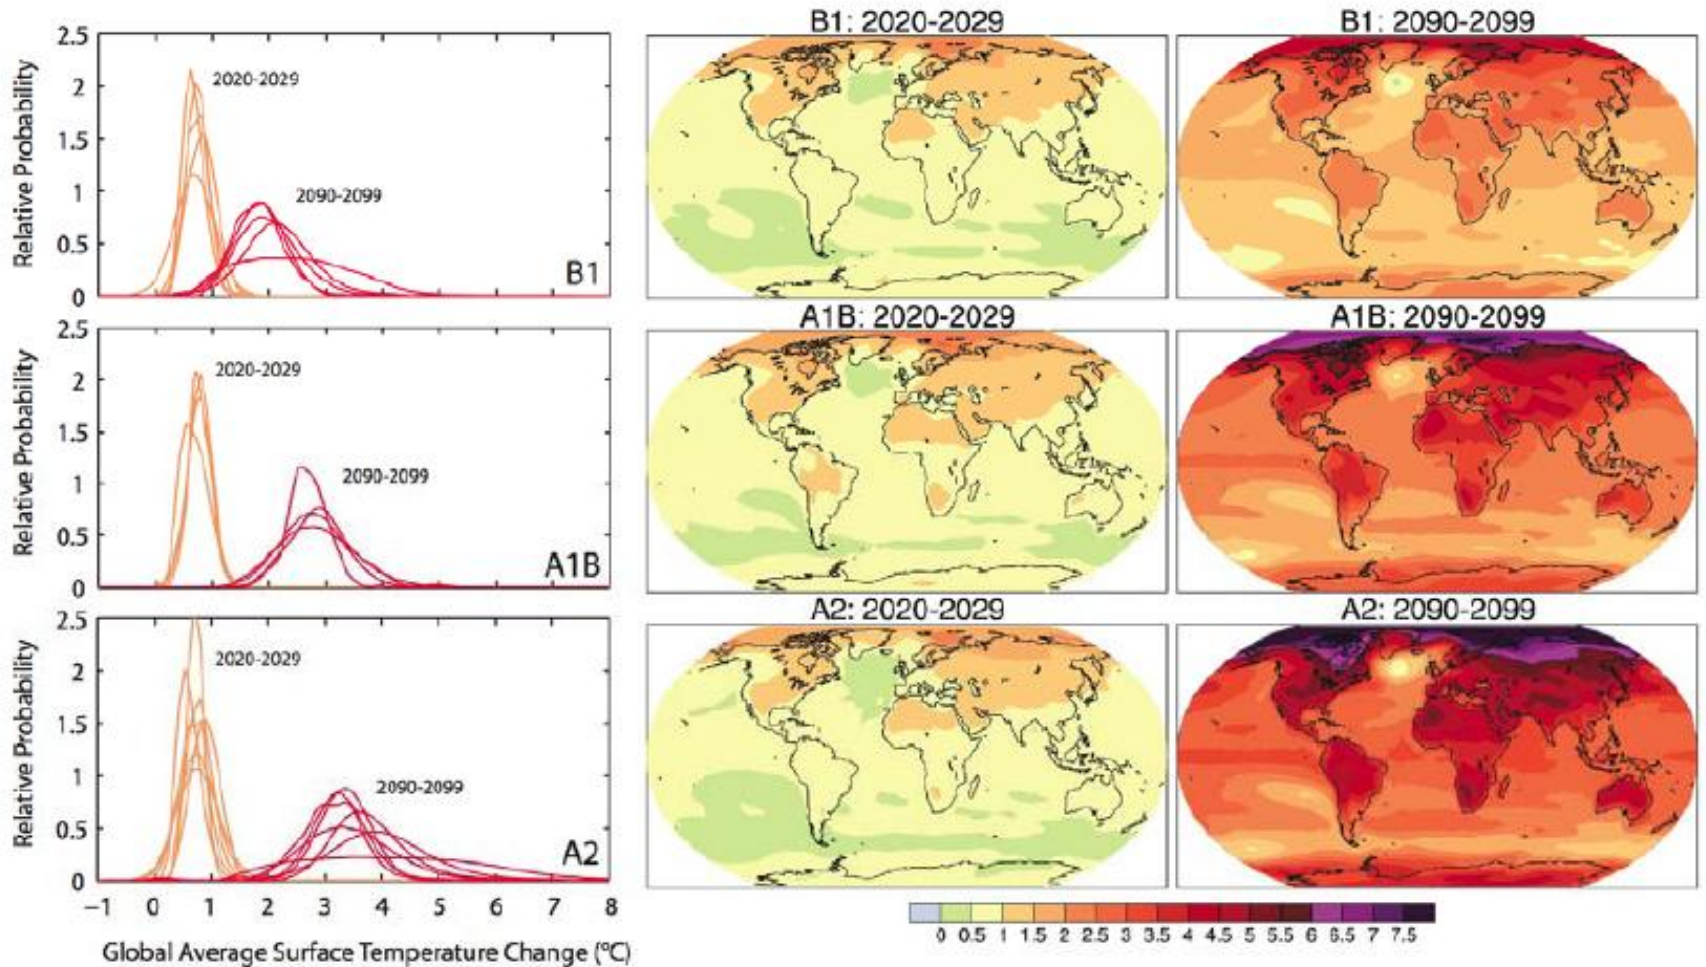 B1: 2020-2029
B1: 2090-2099
2.5
2
1.5
1
0.5
0
Relative Probability
2020-2029
2090-2099
B1
A1B: 2020-2029
A1B: 2090-2099
2.5
2
1.5
1
0.5
0
Relative Probability
2020-2029
2090-2099
A1B
A2: 2020-2029
A2: 2090-2099
2.5
2
1.5
1
0.5
0
Relative Probability
2020-2029
2090-2099
A2
−1 0 1 2 3 4 5 6 7 8
Global Average Surface Temperature Change (°C)
0 0.5 1 1.5 2 2.5 3 3.5 4 4.5 5 5.5 6 6.5 7 7.5